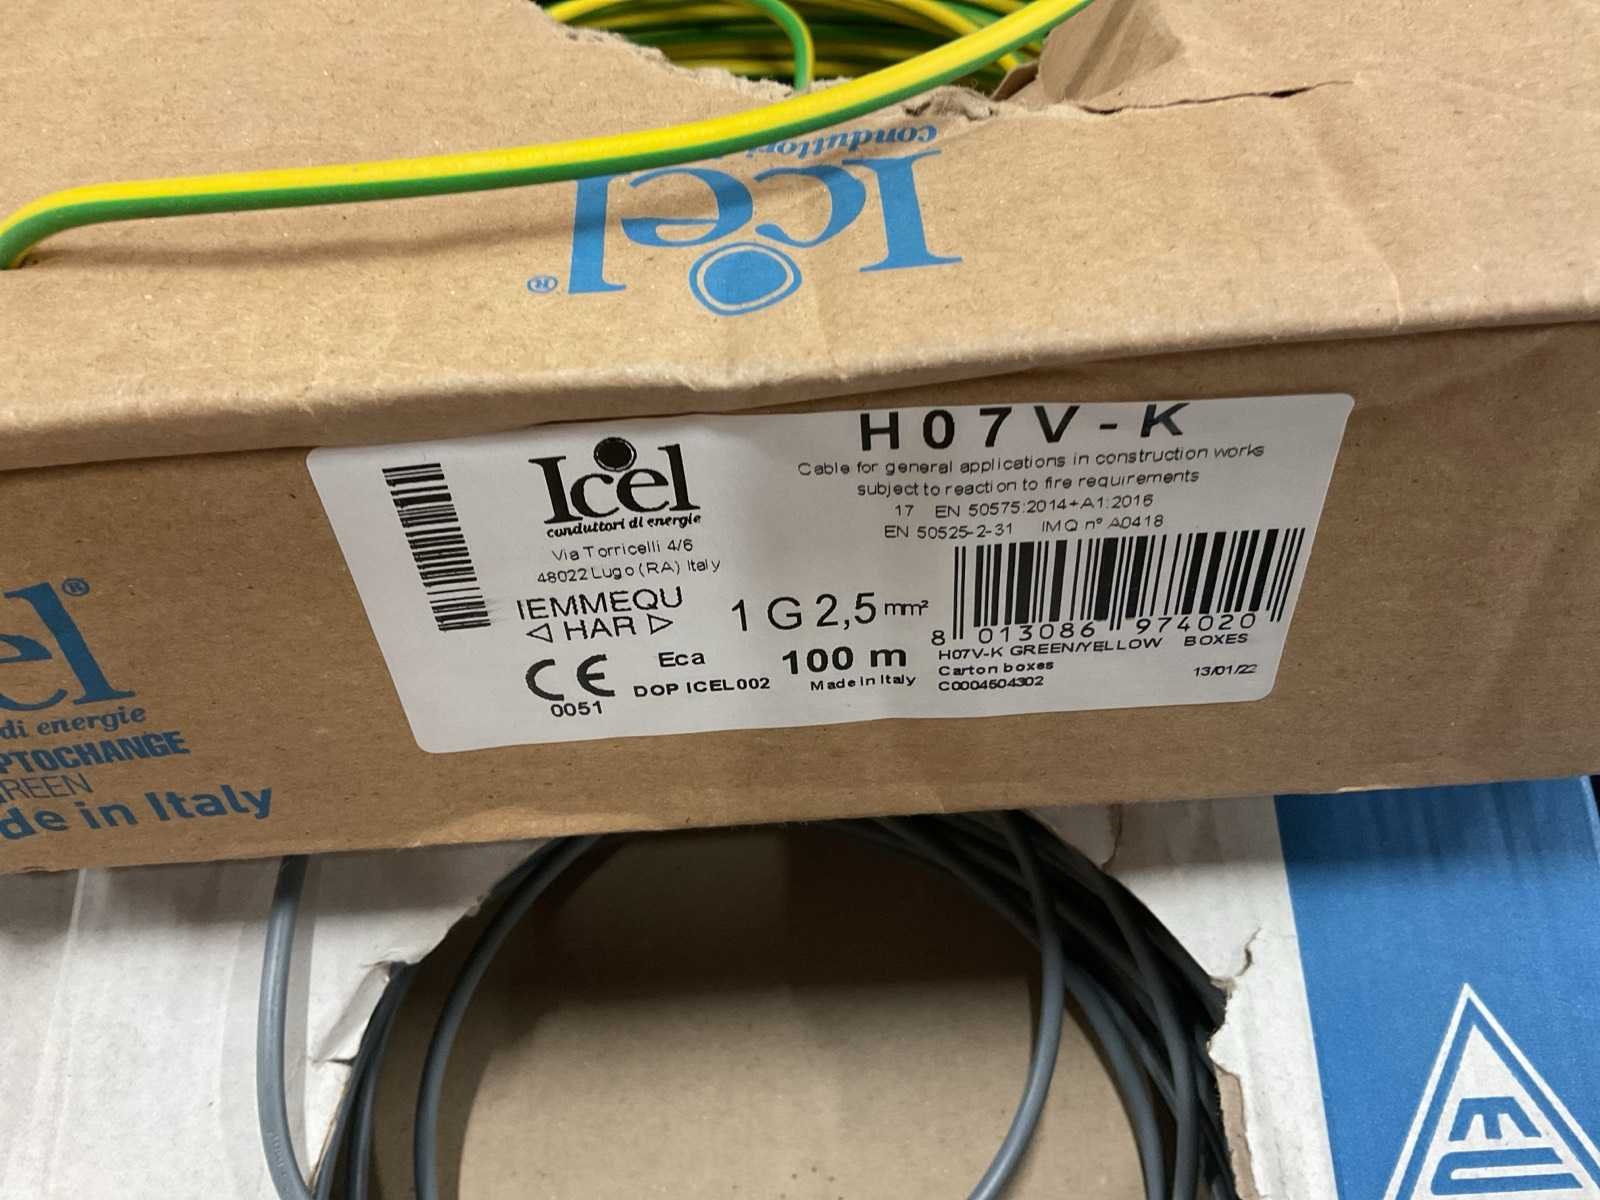 conduttori
Icel®
Icel
conduttori di energie
Via Torricelli 4/6
48022 Lugo (RA) Italy
IEMMEQU
◁ HAR ▷
CE
0051
Eca
DOP ICEL002
H07V-K
Cable for general applications in construction works
subject to reaction to fire requirements
17 EN 50575:2014+A1:2016
EN 50525-2-31 IMQ n° A0418
1 G 2,5 mm²
100 m
Made in Italy
8 013086 974020
H07V-K GREEN/YELLOW BOXES
Carton boxes
C0004504302
13/01/22
el®
di energie
PTOCHANGE
REEN
de in Italy